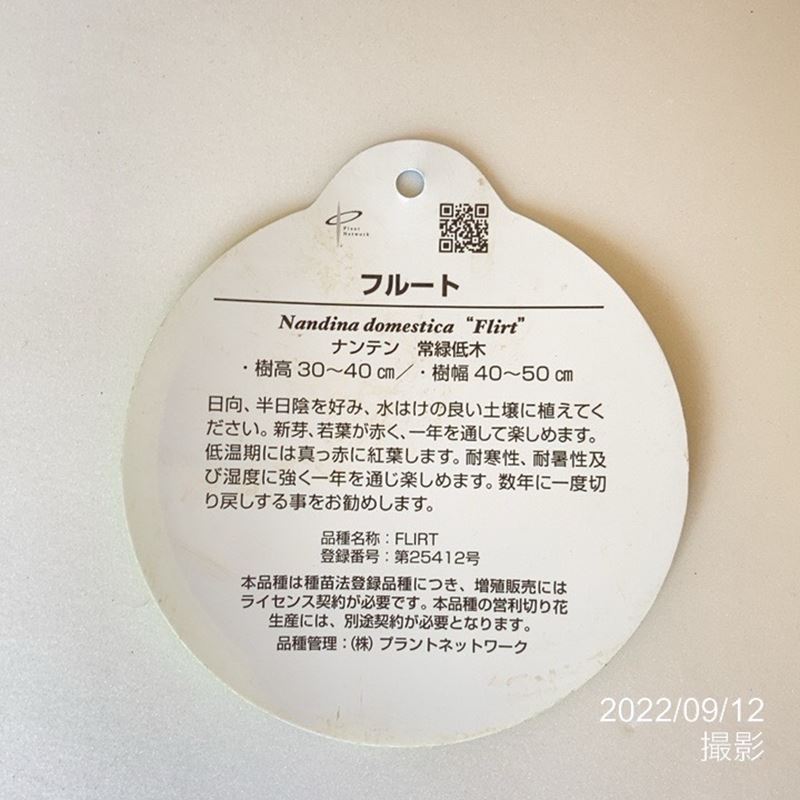 Plant
Network
フルート
Nandina domestica “Flirt”
ナンテン 常緑低木
・樹高 30～40 ㎝／・樹幅 40～50 ㎝
日向、半日陰を好み、水はけの良い土壌に植えてく
ださい。新芽、若葉が赤く、一年を通して楽しめます。
低温期には真っ赤に紅葉します。耐寒性、耐暑性及
び湿度に強く一年を通じ楽しめます。数年に一度切
り戻しする事をお勧めします。
品種名称：FLIRT
登録番号：第25412号
本品種は種苗法登録品種につき、増殖販売には
ライセンス契約が必要です。本品種の営利切り花
生産には、別途契約が必要となります。
品種管理：(株) プラントネットワーク
2022/09/12
撮影